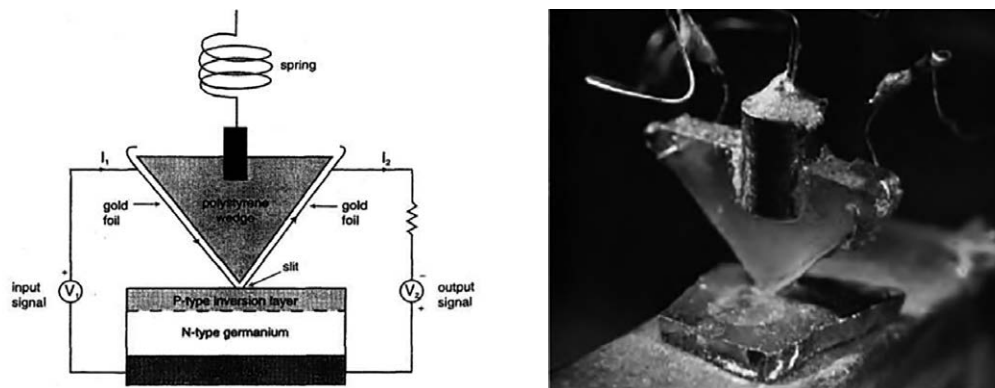 spring
I₁
I₂
polystyrene
wedge
gold
foil
gold
foil
slit
+
input
signal
V₁
−
V₂
output
signal
+
P-type inversion layer
N-type germanium